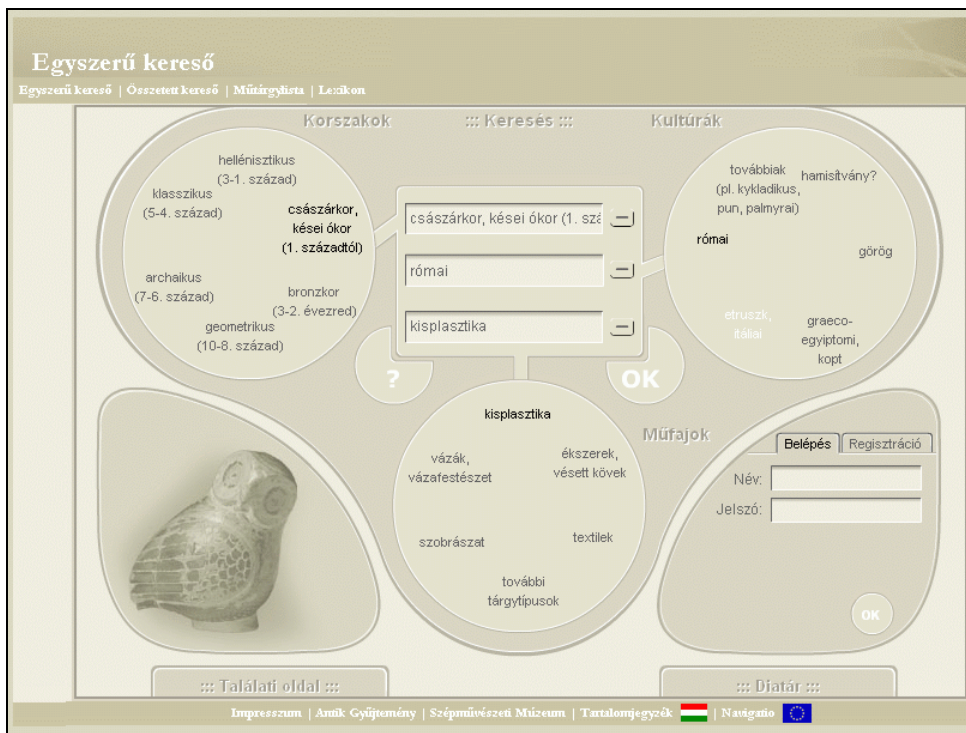 Egyszerű kereső
Egyszerű kereső | Összetett kereső | Műtárgylista | Lexikon
Korszakok
::: Keresés :::
Kultúrák
hellénisztikus
(3-1. század)
klasszikus
(5-4. század)
császárkor,
kései ókor
(1. századtól)
archaikus
(7-6. század)
bronzkor
(3-2. évezred)
geometrikus
(10-8. század)
császárkor, kései ókor (1. szá
római
kisplasztika
?
OK
továbbiak
(pl. kykladikus,
pun, palmyrai)
hamisítvány?
római
görög
etruszk,
itáliai
graeco-
egyiptomi,
kopt
kisplasztika
Műfajok
vázák,
vázafestészet
ékszerek,
vésett kövek
szobrászat
textilek
további
tárgytípusok
Belépés
Regisztráció
Név:
Jelszó:
OK
::: Találati oldal :::
::: Diatár :::
Impresszum | Antik Gyűjtemény | Szépművészeti Múzeum | Tartalomjegyzék | Navigatio